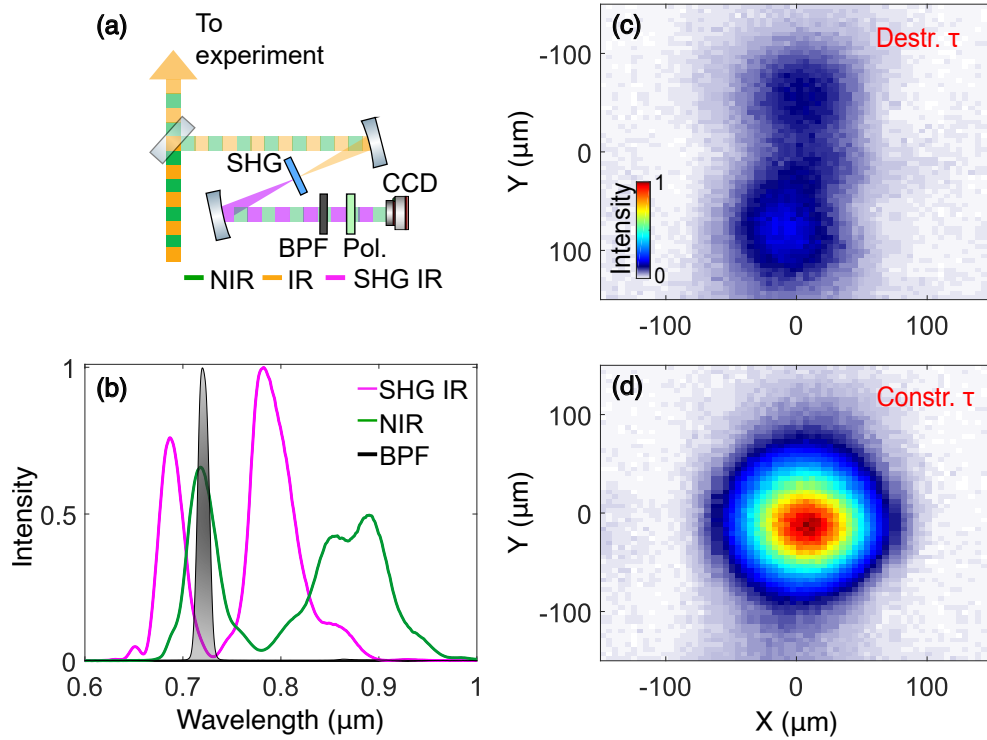 (a)
To
experiment
SHG
CCD
BPF
Pol.
NIR
IR
SHG IR
(b)
SHG IR
NIR
BPF
1
0.5
0
Intensity
0.6
0.7
0.8
0.9
1
Wavelength (µm)
(c)
Destr. τ
-100
0
100
Y (µm)
Intensity
1
0
-100
0
100
(d)
Constr. τ
100
0
-100
Y (µm)
-100
0
100
X (µm)